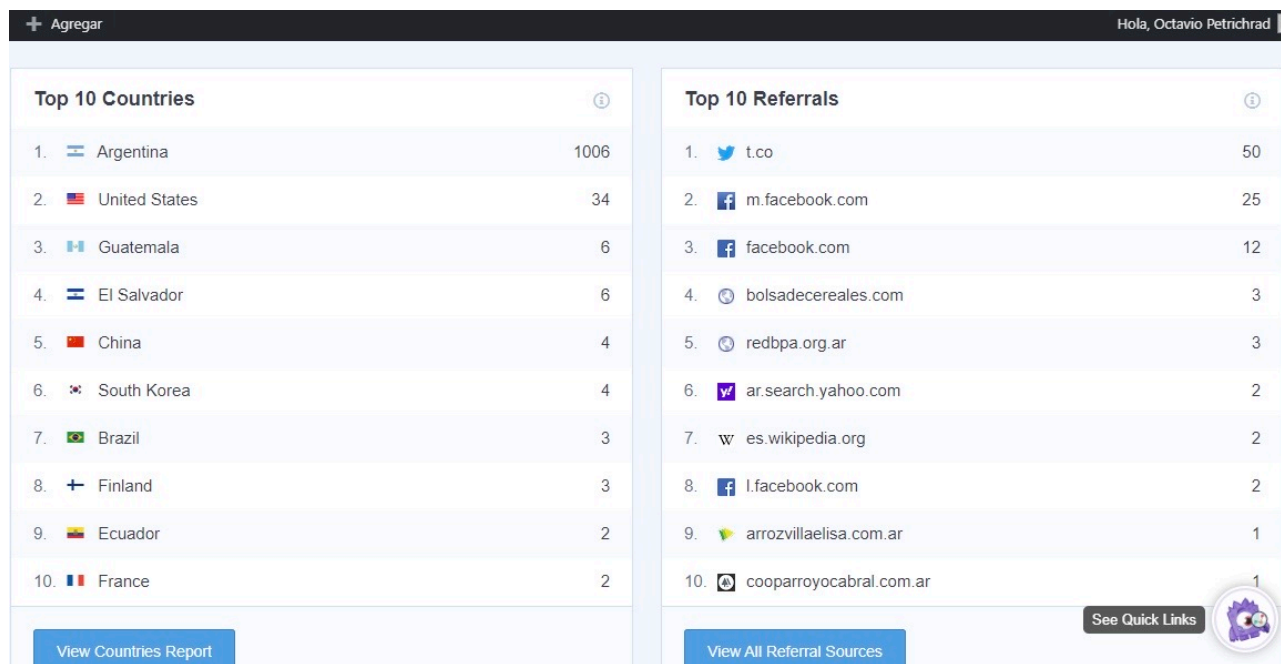 Agregar
Hola, Octavio Petrichrad
Top 10 Countries
1. Argentina 1006
2. United States 34
3. Guatemala 6
4. El Salvador 6
5. China 4
6. South Korea 4
7. Brazil 3
8. Finland 3
9. Ecuador 2
10. France 2
View Countries Report
Top 10 Referrals
1. t.co 50
2. m.facebook.com 25
3. facebook.com 12
4. bolsadecereales.com 3
5. redbpa.org.ar 3
6. ar.search.yahoo.com 2
7. es.wikipedia.org 2
8. l.facebook.com 2
9. arrozvillaelisa.com.ar 1
10. cooparroyocabral.com.ar 1
See Quick Links
View All Referral Sources